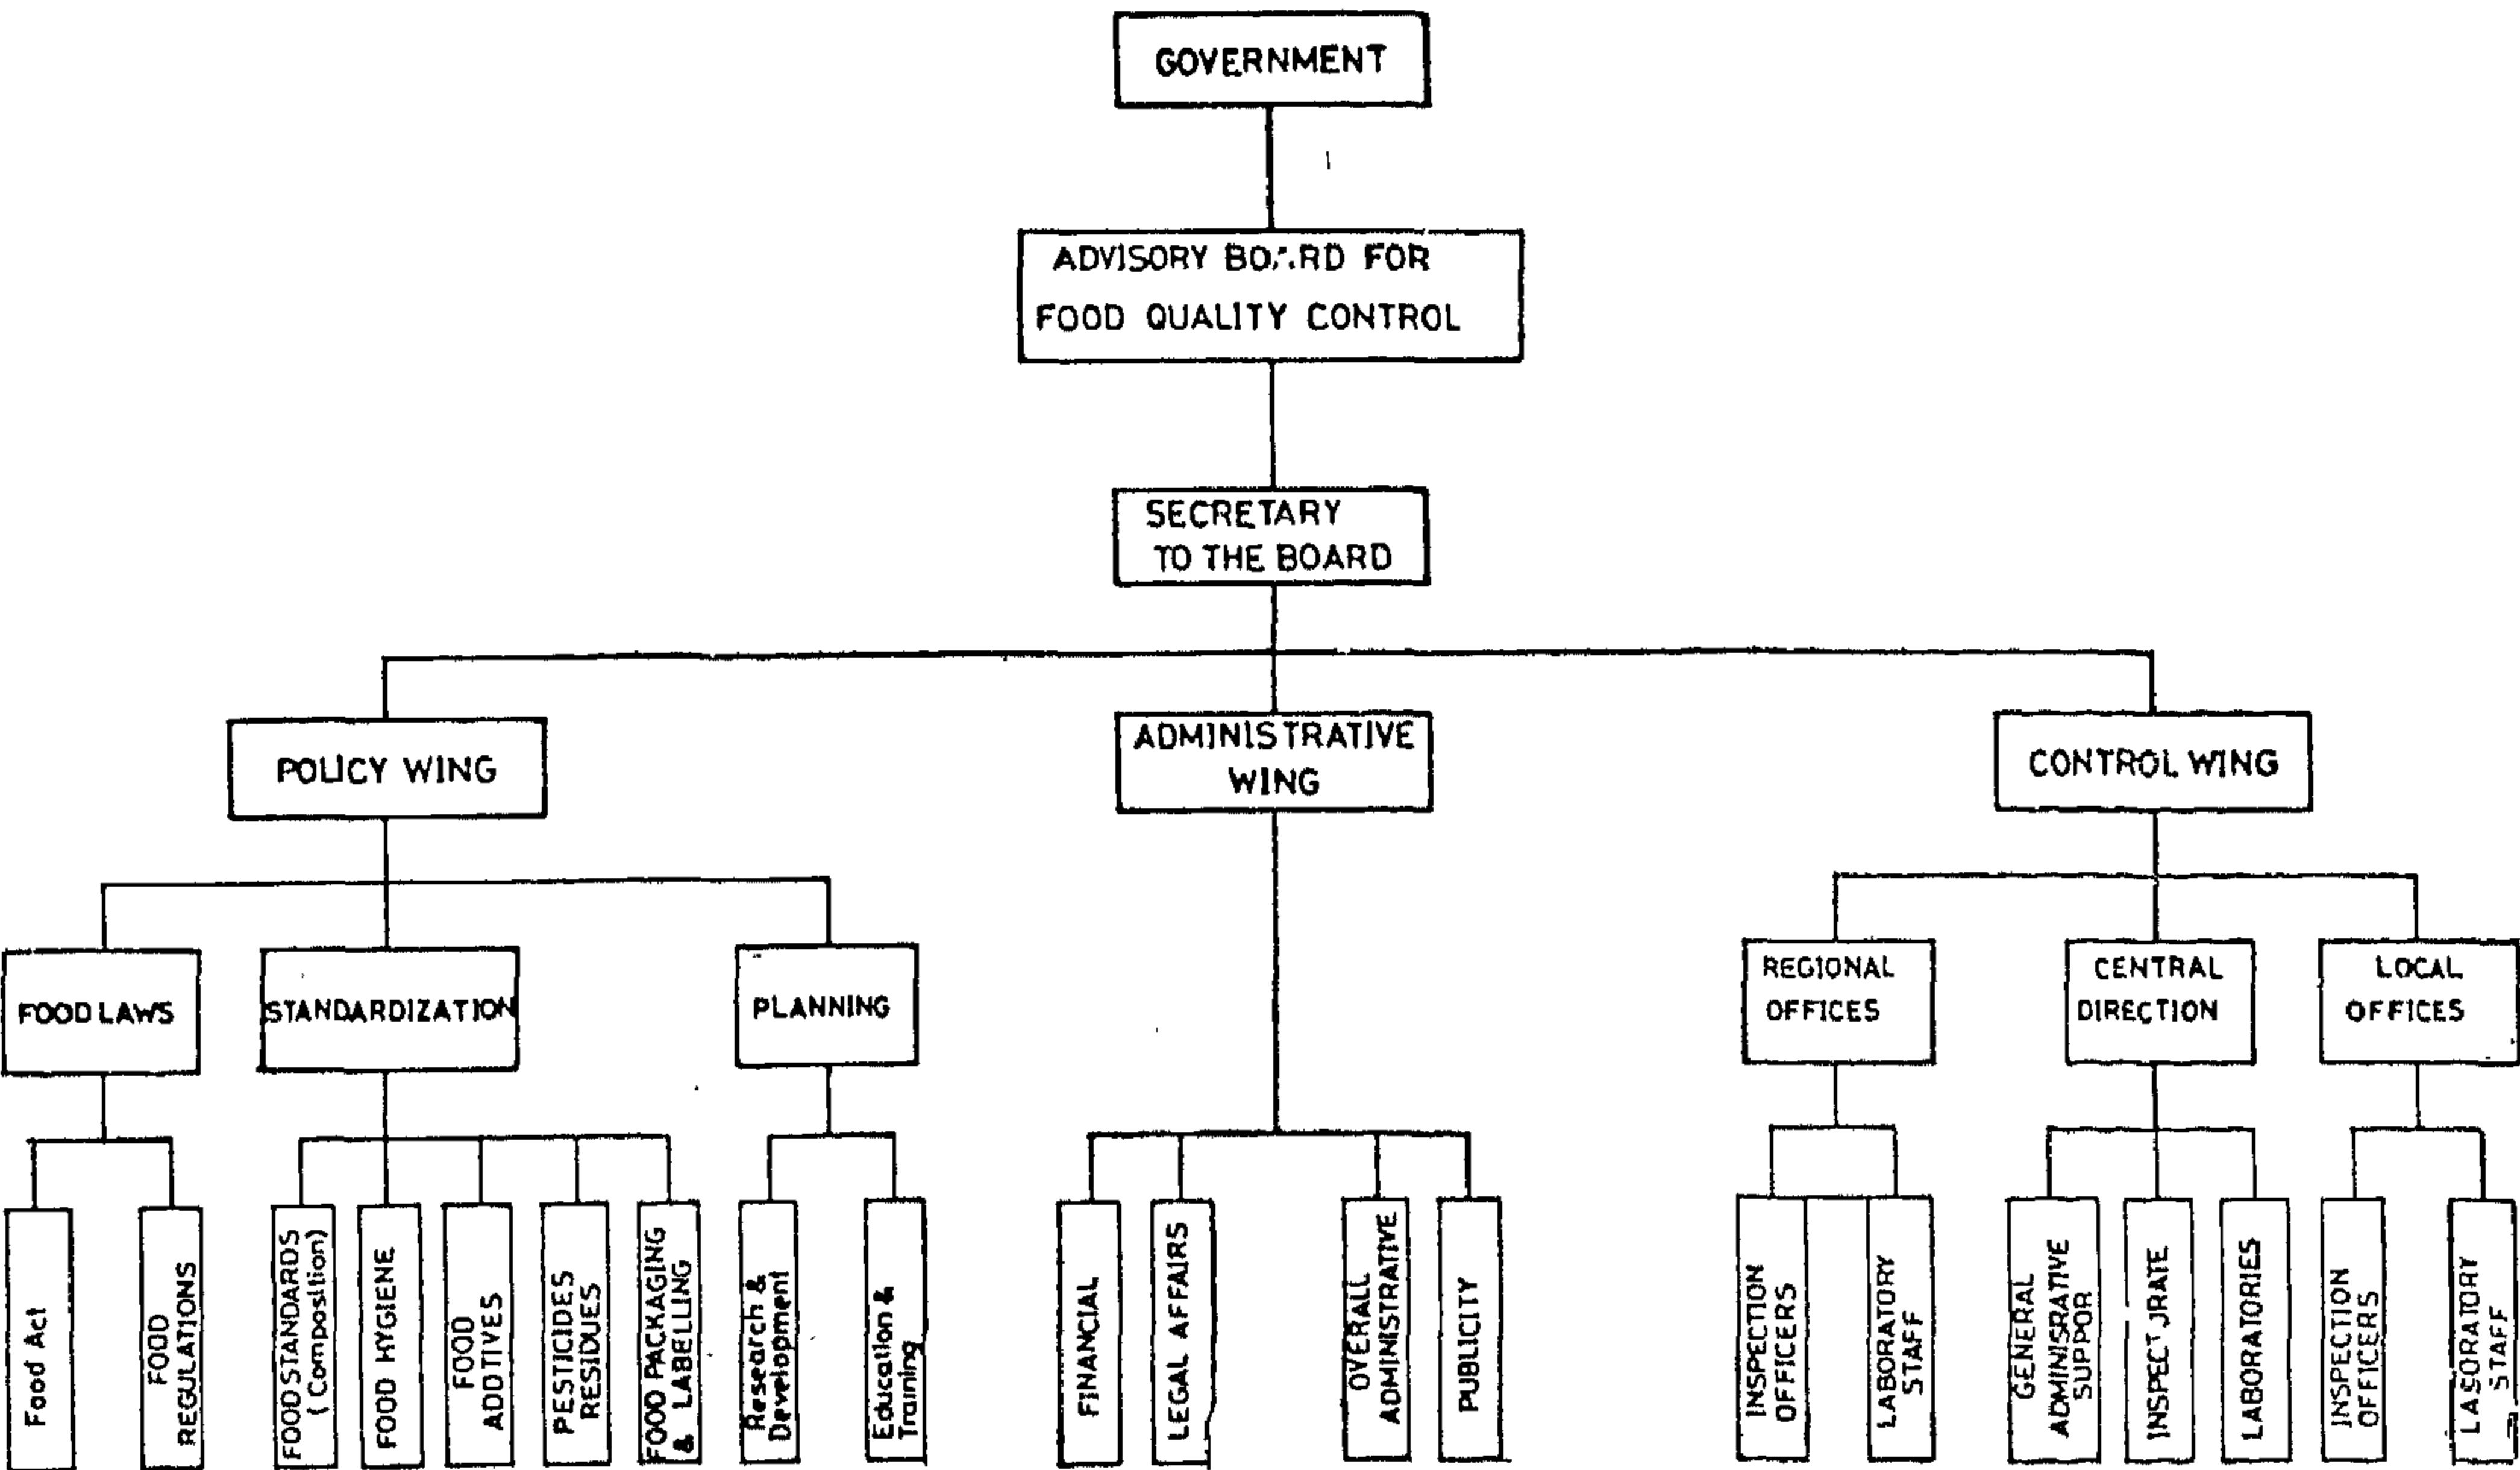 GOVERNMENT
ADVISORY BOARD FOR
FOOD QUALITY CONTROL
SECRETARY
TO THE BOARD
POLICY WING
ADMINISTRATIVE
WING
CONTROL WING
FOOD LAWS
STANDARDIZATION
PLANNING
REGIONAL
OFFICES
CENTRAL
DIRECTION
LOCAL
OFFICES
Food Act
FOOD
REGULATIONS
FOOD STANDARDS
(Composition)
FOOD HYGIENE
FOOD
ADDITIVES
PESTICIDES
RESIDUES
FOOD PACKAGING
& LABELLING
Research &
Development
Education &
Training
FINANCIAL
LEGAL AFFAIRS
OVERALL
ADMINISTRATIVE
PUBLICITY
INSPECTION
OFFICERS
LABORATORY
STAFF
GENERAL
ADMINISRATIVE
SUPPOR
INSPECTORATE
LABORATORIES
INSPECTION
OFFICERS
LABORATORY
STAFF